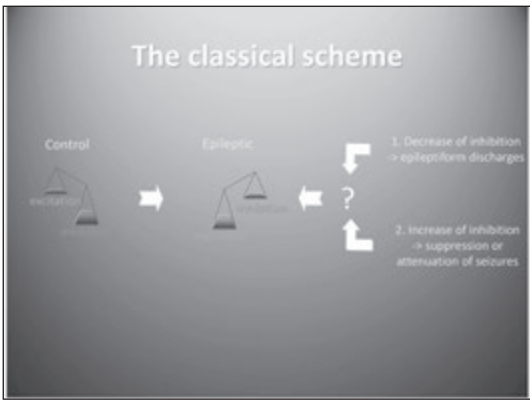 The classical scheme
Control
Epileptic
excitation
inhibition
?
1. Decrease of inhibition
-> epileptiform discharges
2. Increase of inhibition
-> suppression or
attenuation of seizures